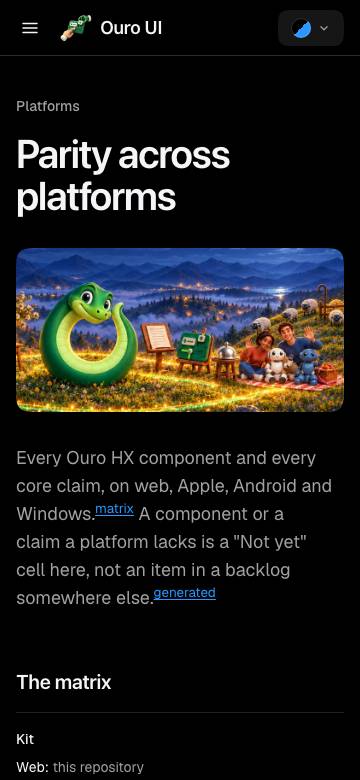 Ouro UI
Platforms
Parity across
platforms
Every Ouro HX component and every
core claim, on web, Apple, Android and
Windows.matrix A component or a
claim a platform lacks is a "Not yet"
cell here, not an item in a backlog
somewhere else.generated
The matrix
Kit
Web: this repository